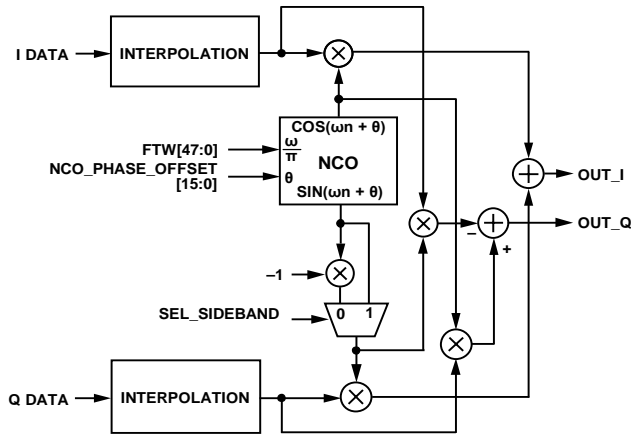 I DATA
INTERPOLATION
COS(ωn + θ)
FTW[47:0]
ω
π
NCO
NCO_PHASE_OFFSET
[15:0]
θ
SIN(ωn + θ)
OUT_I
OUT_Q
–
+
–1
0 1
SEL_SIDEBAND
Q DATA
INTERPOLATION